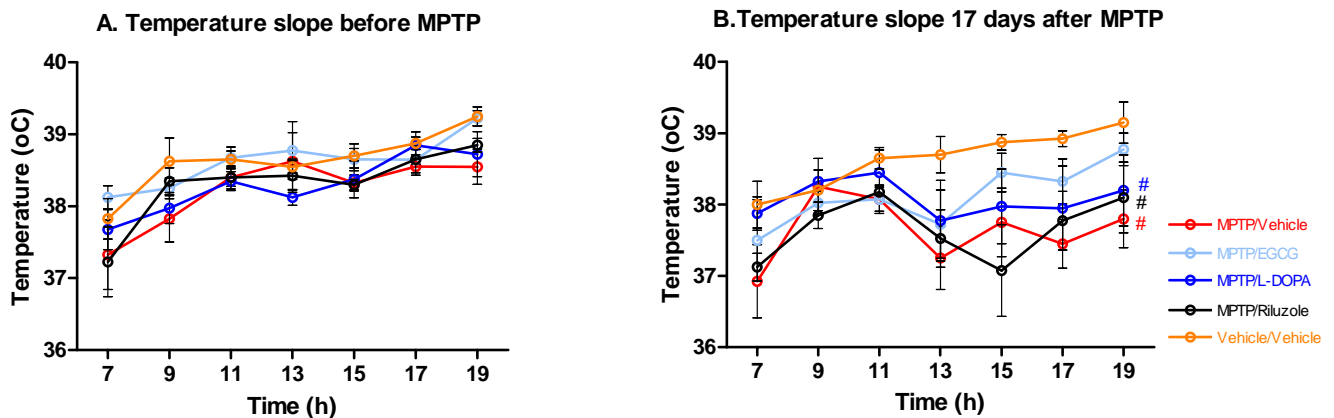 A. Temperature slope before MPTP
Temperature (oC)
40
39
38
37
36
7 9 11 13 15 17 19
Time (h)
B.Temperature slope 17 days after MPTP
Temperature (oC)
40
39
38
37
36
7 9 11 13 15 17 19
Time (h)
#
#
#
MPTP/Vehicle
MPTP/EGCG
MPTP/L-DOPA
MPTP/Riluzole
Vehicle/Vehicle